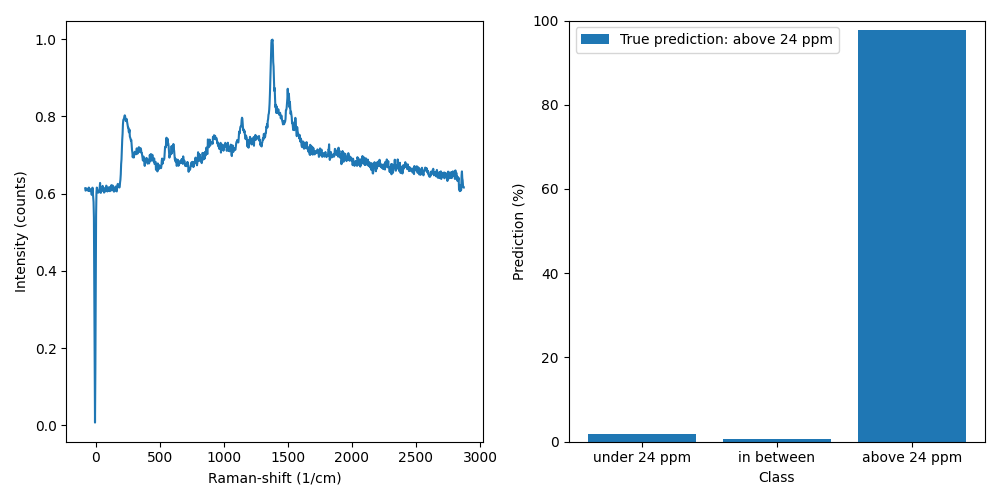 1.0
0.8
0.6
0.4
0.2
0.0
Intensity (counts)
0 500 1000 1500 2000 2500 3000
Raman-shift (1/cm)
100
80
60
40
20
0
Prediction (%)
True prediction: above 24 ppm
under 24 ppm in between above 24 ppm
Class